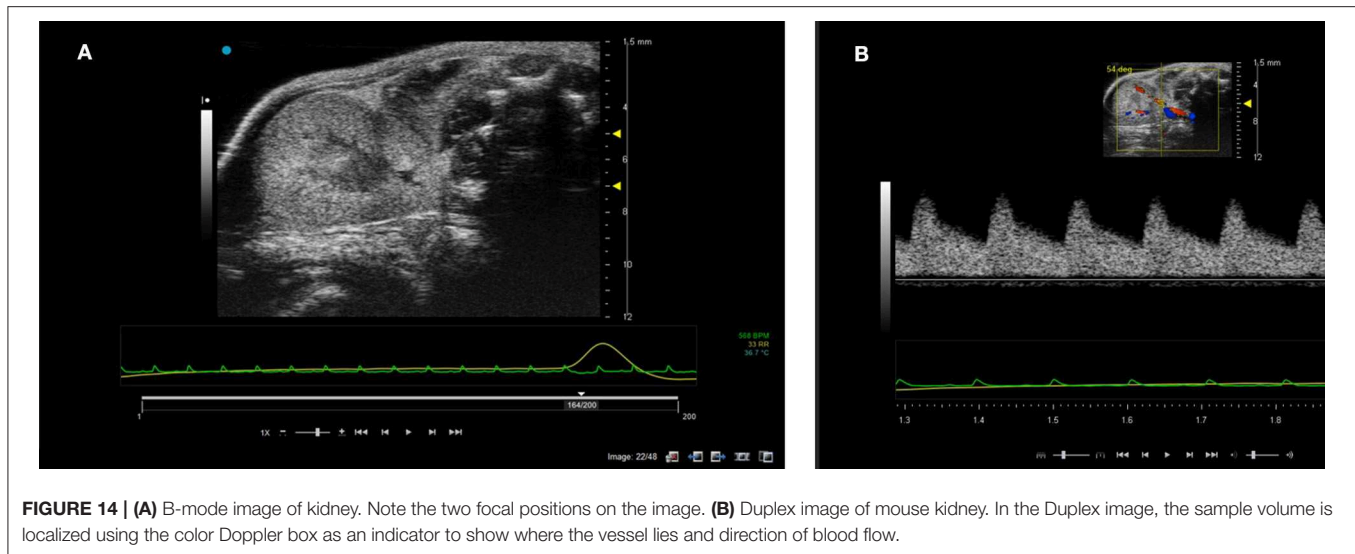 A
1,5 mm
4
6
8
10
12
568 BPM
33 RR
36.7 °C
164/200
1
200
1X
Image: 22/48
B
54 deg
1,5 mm
4
8
12
1.3 1.4 1.5 1.6 1.7 1.8
FIGURE 14 | (A) B-mode image of kidney. Note the two focal positions on the image. (B) Duplex image of mouse kidney. In the Duplex image, the sample volume is
localized using the color Doppler box as an indicator to show where the vessel lies and direction of blood flow.